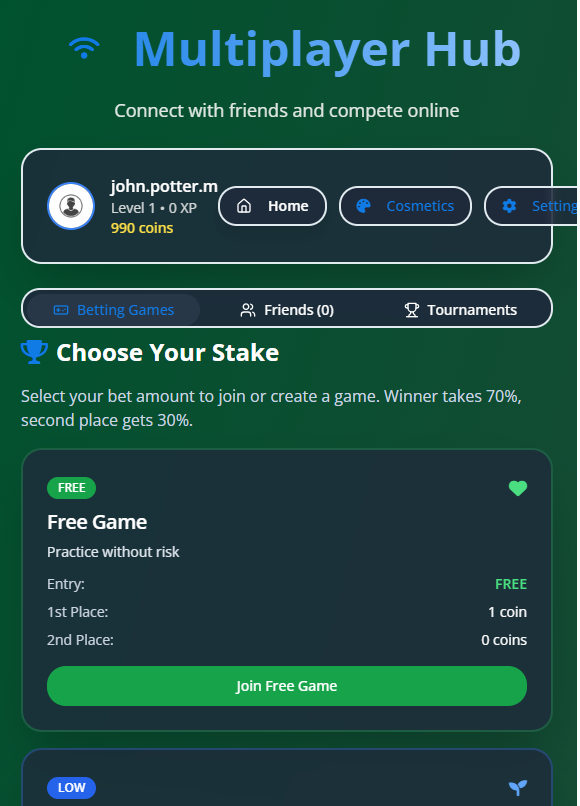 Multiplayer Hub
Connect with friends and compete online
john.potter.m
Level 1 • 0 XP
990 coins
Home
Cosmetics
Setting
Betting Games
Friends (0)
Tournaments
Choose Your Stake
Select your bet amount to join or create a game. Winner takes 70%,
second place gets 30%.
FREE
Free Game
Practice without risk
Entry: FREE
1st Place: 1 coin
2nd Place: 0 coins
Join Free Game
LOW